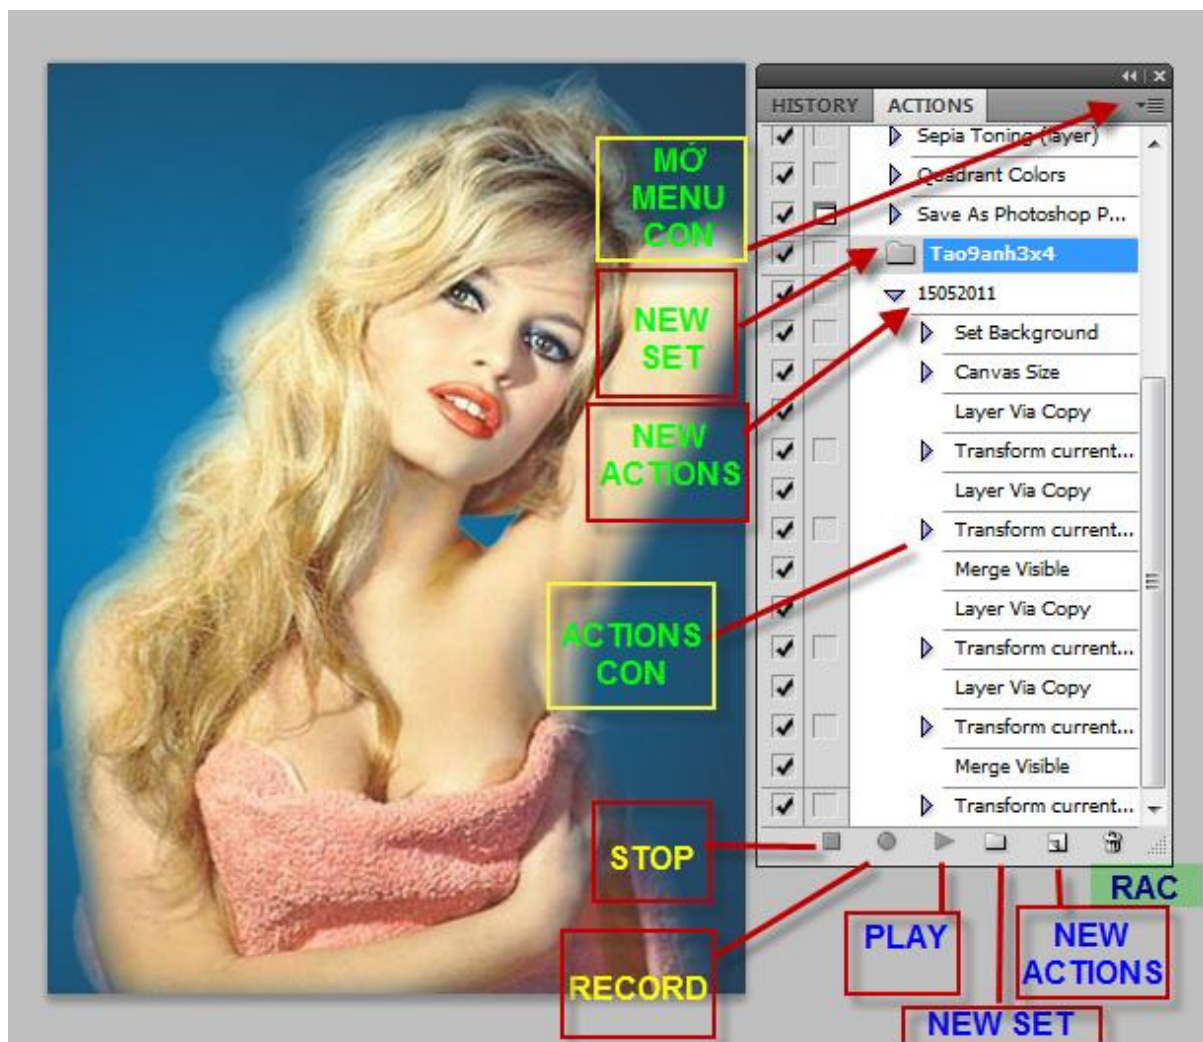 HISTORY ACTIONS
Sepia Toning (layer)
Quadrant Colors
Save As Photoshop P...
Tao9anh3x4
15052011
Set Background
Canvas Size
Layer Via Copy
Transform current...
Layer Via Copy
Transform current...
Merge Visible
Layer Via Copy
Transform current...
Layer Via Copy
Transform current...
Merge Visible
Transform current...
MỞ
MENU
CON
NEW
SET
NEW
ACTIONS
ACTIONS
CON
STOP
RECORD
PLAY
NEW SET
NEW
ACTIONS
RAC